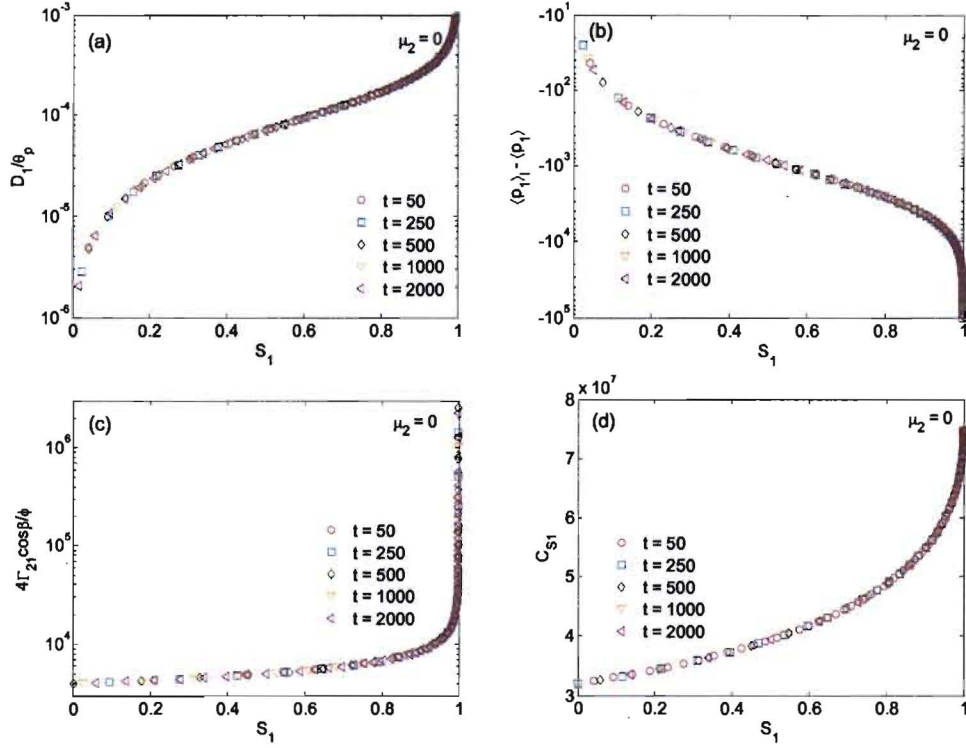 (a)
μ₂ = 0
10⁻³
10⁻⁴
10⁻⁵
10⁻⁶
D₁/θₚ
t = 50
t = 250
t = 500
t = 1000
t = 2000
0 0.2 0.4 0.6 0.8 1
S₁
(b)
μ₂ = 0
-10¹
-10²
-10³
-10⁴
-10⁵
⟨p₁⟩ᵢ - ⟨p₁⟩
t = 50
t = 250
t = 500
t = 1000
t = 2000
0 0.2 0.4 0.6 0.8 1
S₁
(c)
μ₂ = 0
10⁶
10⁵
10⁴
4Γ₂₁cosβ/ϕ
t = 50
t = 250
t = 500
t = 1000
t = 2000
0 0.2 0.4 0.6 0.8 1
S₁
x 10⁷
(d)
μ₂ = 0
8
7
6
5
4
3
C_S1
t = 50
t = 250
t = 500
t = 1000
t = 2000
0 0.2 0.4 0.6 0.8 1
S₁